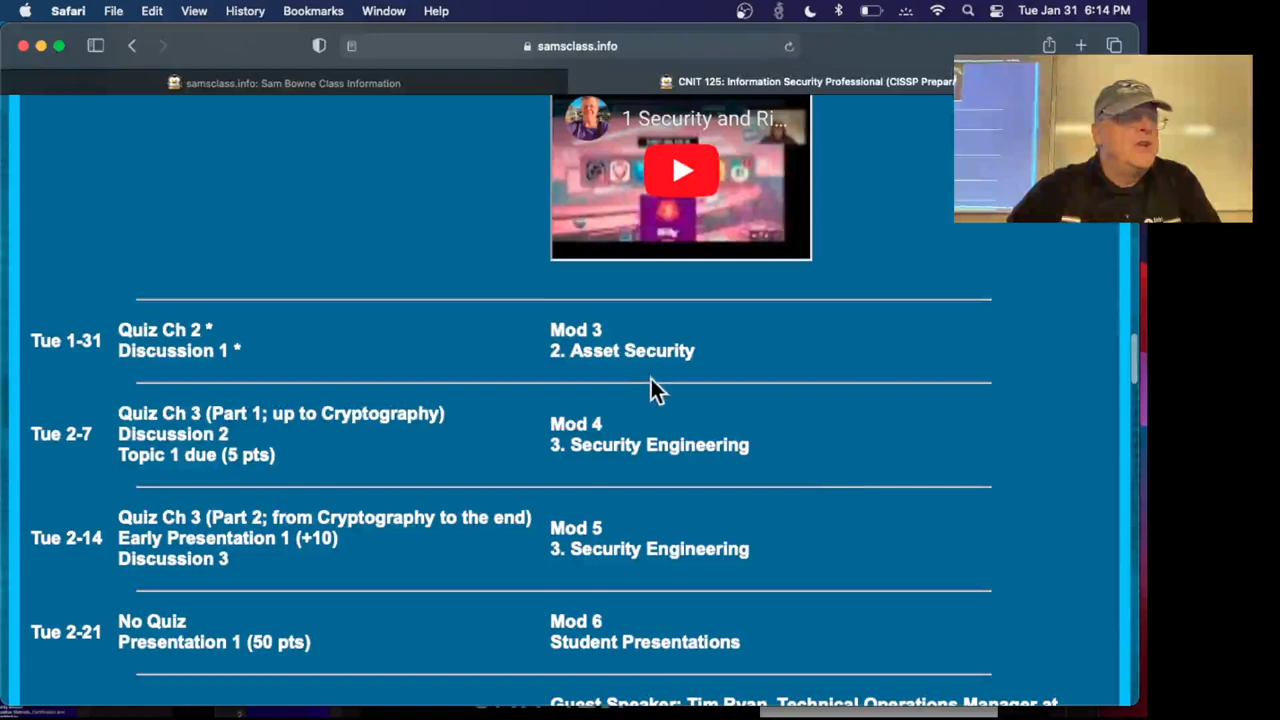 Safari File Edit View History Bookmarks Window Help Tue Jan 31 6:14 PM
samsclass.info
samsclass.info: Sam Bowne Class Information
CNIT 125: Information Security Professional (CISSP Prepar
1 Security and Ri...
Tue 1-31
Quiz Ch 2 *
Discussion 1 *
Mod 3
2. Asset Security
Tue 2-7
Quiz Ch 3 (Part 1; up to Cryptography)
Discussion 2
Topic 1 due (5 pts)
Mod 4
3. Security Engineering
Tue 2-14
Quiz Ch 3 (Part 2; from Cryptography to the end)
Early Presentation 1 (+10)
Discussion 3
Mod 5
3. Security Engineering
Tue 2-21
No Quiz
Presentation 1 (50 pts)
Mod 6
Student Presentations
Guest Speaker: Tim Ryan, Technical Operations Manager at